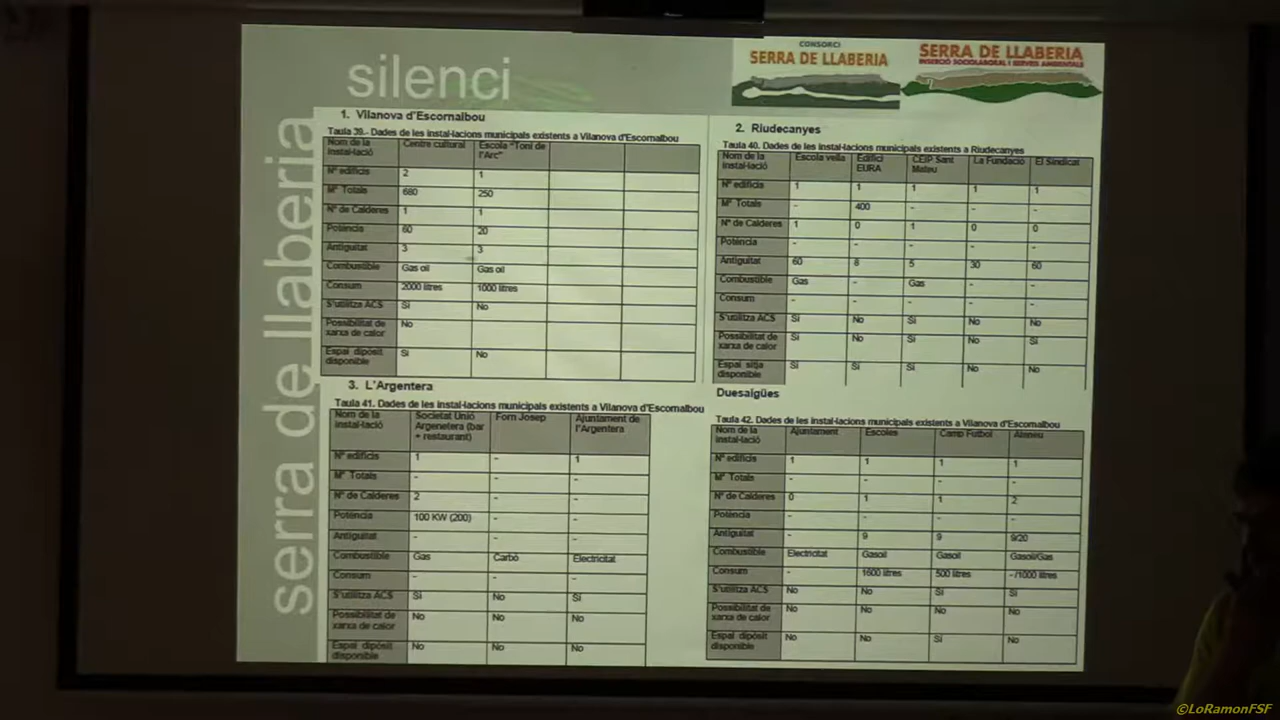 silenci
CONSORCI
SERRA DE LLABERIA
SERRA DE LLABERIA
INSERCIÓ SOCIOLABORAL I SERVEIS AMBIENTALS
serra de llaberia
1. Vilanova d'Escornalbou
Taula 39.- Dades de les instal·lacions municipals existents a Vilanova d'Escornalbou
Nom de la instal·lació Centre cultural Escola "Toni de l'Arc"
Nº edificis 2 1
M² Totals 680 250
Nº de Calderes 1 1
Potència 60 20
Antiguitat 3 3
Combustible Gas oil Gas oil
Consum 2000 litres 1000 litres
S'utilitza ACS Si No
Possibilitat de xarxa de calor No
Espai dipòsit disponible Si No
2. Riudecanyes
Taula 40. Dades de les instal·lacions municipals existents a Riudecanyes
Nom de la instal·lació Escola vella Edifici EURA CEIP Sant Mateu La Fundació El Sindicat
Nº edificis 1 1 1 1 1
M² Totals - 400 - - -
Nº de Calderes 1 0 1 0 0
Potència - - - - -
Antiguitat 60 8 5 30 60
Combustible Gas - Gas - -
Consum - - - - -
S'utilitza ACS Si No Si No No
Possibilitat de xarxa de calor Si No Si No Si
Espai sitja disponible Si Si Si No No
3. L'Argentera
Taula 41. Dades de les instal·lacions municipals existents a Vilanova d'Escornalbou
Nom de la instal·lació Societat Unió Argenetera (bar + restaurant) Forn Josep Ajuntament de l'Argentera
Nº edificis 1 - 1
M² Totals - - -
Nº de Calderes 2 - -
Potència 100 KW (200) - -
Antiguitat - - -
Combustible Gas Carbó Electricitat
Consum - - -
S'utilitza ACS Si No Si
Possibilitat de xarxa de calor No No No
Espai dipòsit disponible No No No
Duesaigües
Taula 42. Dades de les instal·lacions municipals existents a Vilanova d'Escornalbou
Nom de la instal·lació Ajuntament Escoles Camp Futbol Ateneu
Nº edificis 1 1 1 1
M² Totals - - - -
Nº de Calderes 0 1 1 2
Potència - - - -
Antiguitat - 9 9 9/20
Combustible Electricitat Gasoil Gasoil Gasoil/Gas
Consum - 1600 litres 500 litres - /1000 litres
S'utilitza ACS No No Si Si
Possibilitat de xarxa de calor No No No No
Espai dipòsit disponible No No Si No
©LoRamonFSF